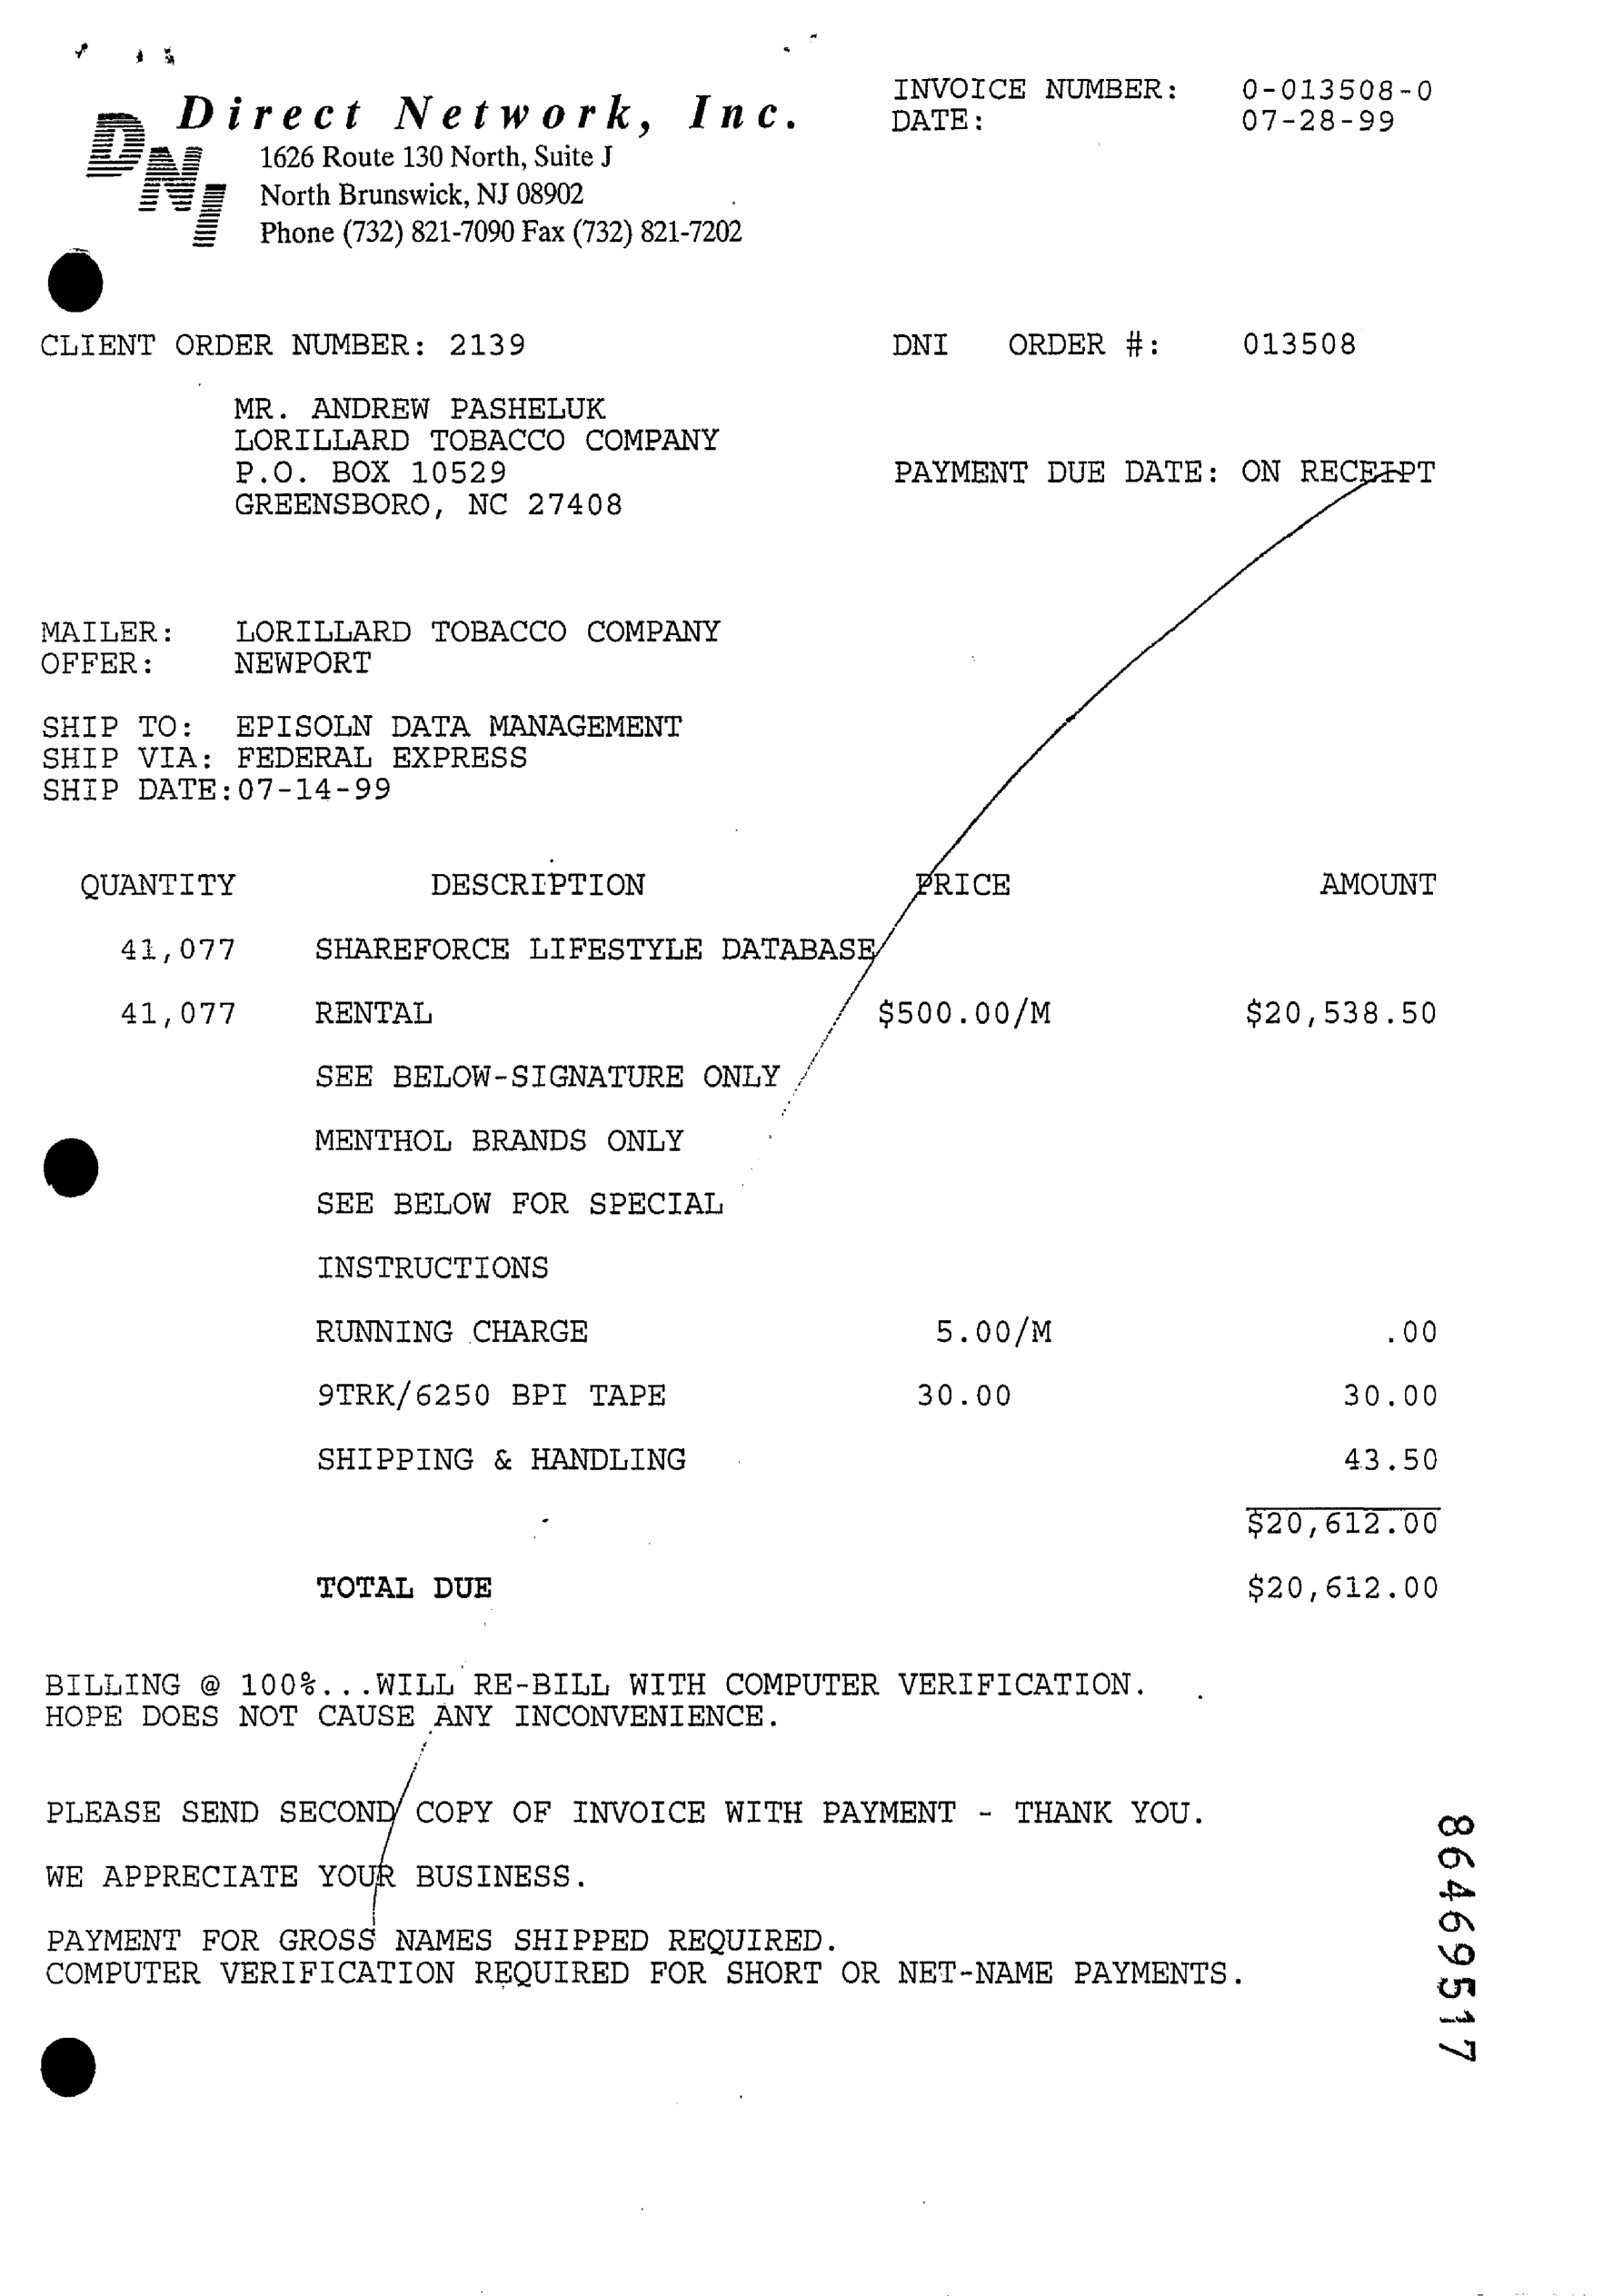 Direct Network, Inc.
DNI
1626 Route 130 North, Suite J
North Brunswick, NJ 08902
Phone (732) 821-7090 Fax (732) 821-7202
INVOICE NUMBER: 0-013508-0
DATE: 07-28-99
CLIENT ORDER NUMBER: 2139
DNI ORDER #: 013508
MR. ANDREW PASHELUK
LORILLARD TOBACCO COMPANY
P.O. BOX 10529
GREENSBORO, NC 27408
PAYMENT DUE DATE: ON RECEIPT
MAILER: LORILLARD TOBACCO COMPANY
OFFER: NEWPORT
SHIP TO: EPISOLN DATA MANAGEMENT
SHIP VIA: FEDERAL EXPRESS
SHIP DATE:07-14-99
QUANTITY DESCRIPTION PRICE AMOUNT
41,077 SHAREFORCE LIFESTYLE DATABASE
41,077 RENTAL $500.00/M $20,538.50
SEE BELOW-SIGNATURE ONLY
MENTHOL BRANDS ONLY
SEE BELOW FOR SPECIAL
INSTRUCTIONS
RUNNING CHARGE 5.00/M .00
9TRK/6250 BPI TAPE 30.00 30.00
SHIPPING & HANDLING 43.50
$20,612.00
TOTAL DUE $20,612.00
BILLING @ 100%...WILL RE-BILL WITH COMPUTER VERIFICATION.
HOPE DOES NOT CAUSE ANY INCONVENIENCE.
PLEASE SEND SECOND COPY OF INVOICE WITH PAYMENT - THANK YOU.
WE APPRECIATE YOUR BUSINESS.
PAYMENT FOR GROSS NAMES SHIPPED REQUIRED.
COMPUTER VERIFICATION REQUIRED FOR SHORT OR NET-NAME PAYMENTS.
86469517